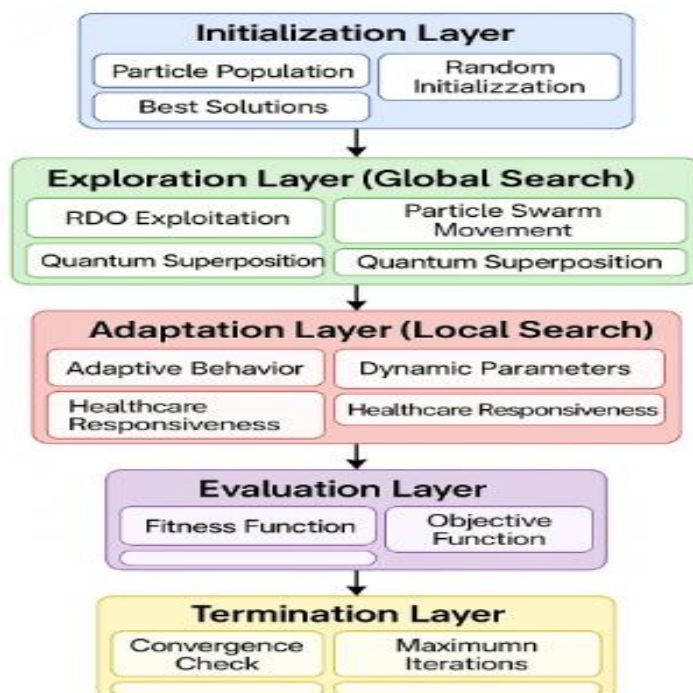 Initialization Layer
Particle Population
Random
Initializzation
Best Solutions
Exploration Layer (Global Search)
RDO Exploitation
Particle Swarm
Movement
Quantum Superposition
Quantum Superposition
Adaptation Layer (Local Search)
Adaptive Behavior
Dynamic Parameters
Healthcare
Responsiveness
Healthcare Responsiveness
Evaluation Layer
Fitness Function
Objective
Function
Termination Layer
Convergence
Check
Maximumn
Iterations